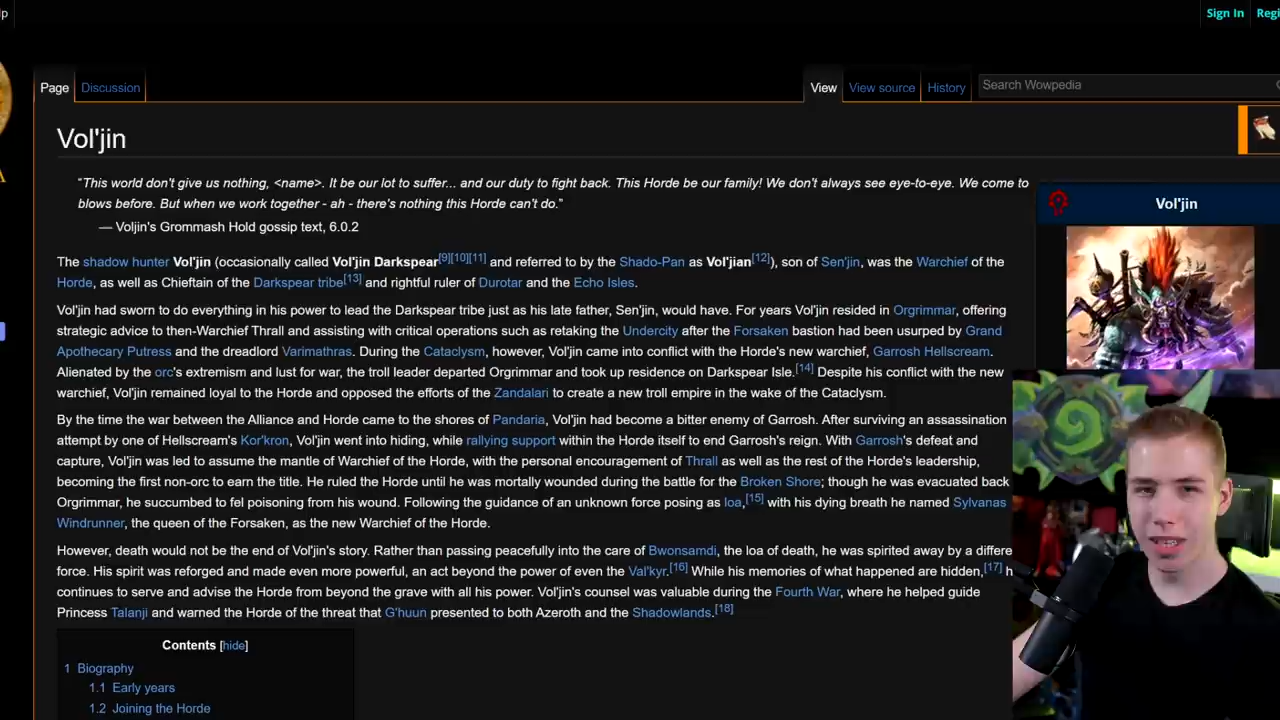 Sign In
Page Discussion View View source History Search Wowpedia
Vol'jin
"This world don't give us nothing, <name>. It be our lot to suffer... and our duty to fight back. This Horde be our family! We don't always see eye-to-eye. We come to
blows before. But when we work together - ah - there's nothing this Horde can't do."
— Voljin's Grommash Hold gossip text, 6.0.2
Vol'jin
The shadow hunter Vol'jin (occasionally called Vol'jin Darkspear[9][10][11] and referred to by the Shado-Pan as Vol'jian[12]), son of Sen'jin, was the Warchief of the
Horde, as well as Chieftain of the Darkspear tribe[13] and rightful ruler of Durotar and the Echo Isles.
Vol'jin had sworn to do everything in his power to lead the Darkspear tribe just as his late father, Sen'jin, would have. For years Vol'jin resided in Orgrimmar, offering
strategic advice to then-Warchief Thrall and assisting with critical operations such as retaking the Undercity after the Forsaken bastion had been usurped by Grand
Apothecary Putress and the dreadlord Varimathras. During the Cataclysm, however, Vol'jin came into conflict with the Horde's new warchief, Garrosh Hellscream.
Alienated by the orc's extremism and lust for war, the troll leader departed Orgrimmar and took up residence on Darkspear Isle.[14] Despite his conflict with the new
warchief, Vol'jin remained loyal to the Horde and opposed the efforts of the Zandalari to create a new troll empire in the wake of the Cataclysm.
By the time the war between the Alliance and Horde came to the shores of Pandaria, Vol'jin had become a bitter enemy of Garrosh. After surviving an assassination
attempt by one of Hellscream's Kor'kron, Vol'jin went into hiding, while rallying support within the Horde itself to end Garrosh's reign. With Garrosh's defeat and
capture, Vol'jin was led to assume the mantle of Warchief of the Horde, with the personal encouragement of Thrall as well as the rest of the Horde's leadership,
becoming the first non-orc to earn the title. He ruled the Horde until he was mortally wounded during the battle for the Broken Shore; though he was evacuated back
Orgrimmar, he succumbed to fel poisoning from his wound. Following the guidance of an unknown force posing as loa,[15] with his dying breath he named Sylvanas
Windrunner, the queen of the Forsaken, as the new Warchief of the Horde.
However, death would not be the end of Vol'jin's story. Rather than passing peacefully into the care of Bwonsamdi, the loa of death, he was spirited away by a differe
force. His spirit was reforged and made even more powerful, an act beyond the power of even the Val'kyr.[16] While his memories of what happened are hidden,[17] h
continues to serve and advise the Horde from beyond the grave with all his power. Vol'jin's counsel was valuable during the Fourth War, where he helped guide
Princess Talanji and warned the Horde of the threat that G'huun presented to both Azeroth and the Shadowlands.[18]
Contents [hide]
1 Biography
1.1 Early years
1.2 Joining the Horde